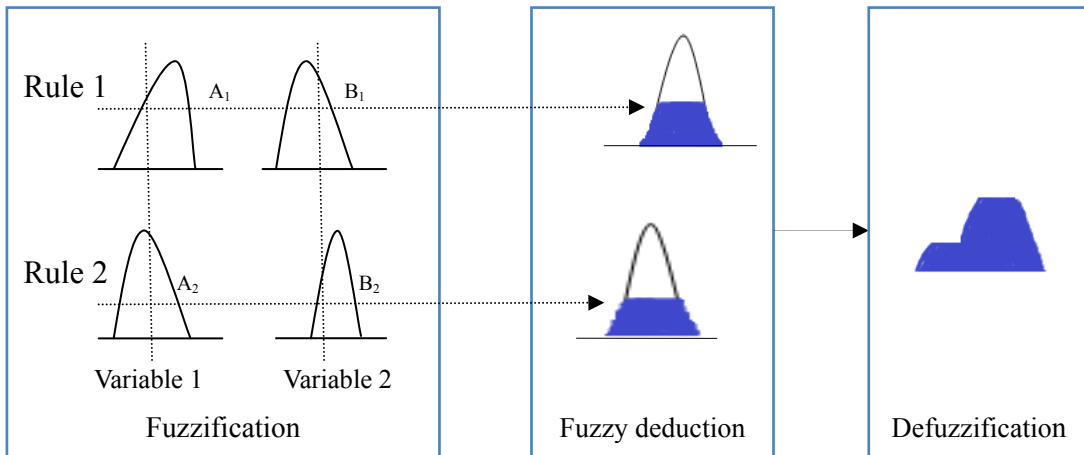 Rule 1
A₁
B₁
Rule 2
A₂
B₂
Variable 1
Variable 2
Fuzzification
Fuzzy deduction
Defuzzification